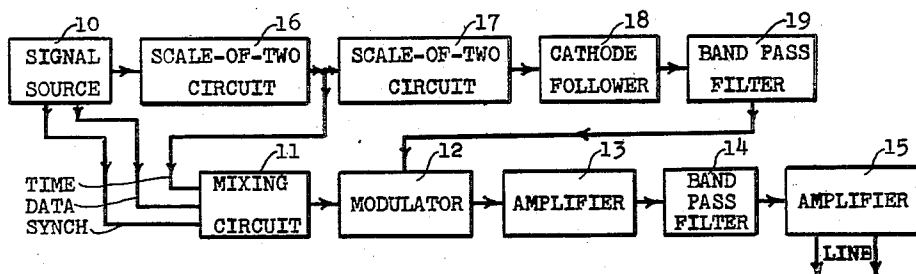 10
SIGNAL
SOURCE
16
SCALE-OF-TWO
CIRCUIT
17
SCALE-OF-TWO
CIRCUIT
18
CATHODE
FOLLOWER
19
BAND PASS
FILTER
TIME
DATA
SYNCH
11
MIXING
CIRCUIT
12
MODULATOR
13
AMPLIFIER
14
BAND
PASS
FILTER
15
AMPLIFIER
LINE